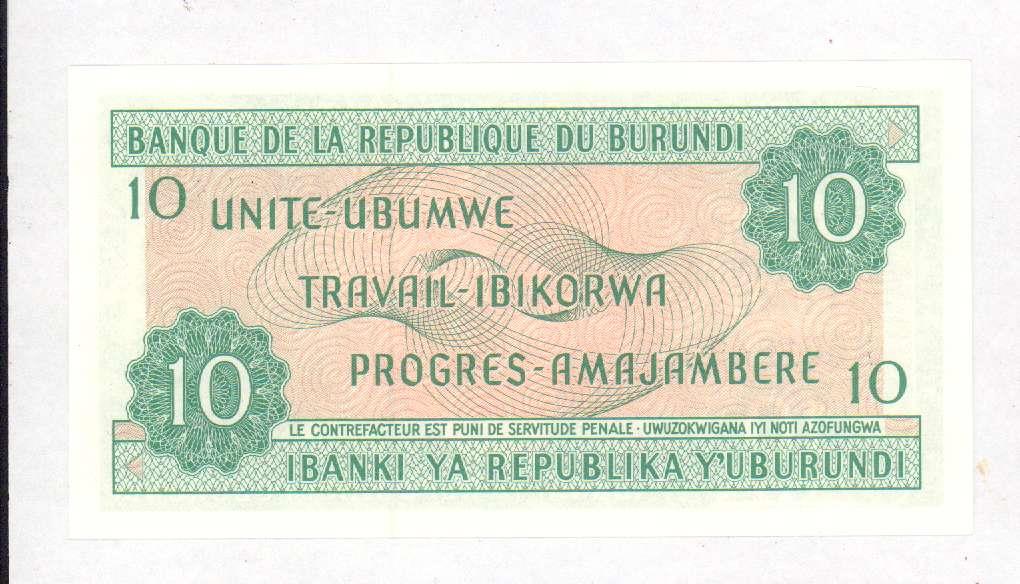 BANQUE DE LA REPUBLIQUE DU BURUNDI
10
10
UNITE-UBUMWE
TRAVAIL-IBIKORWA
PROGRES-AMAJAMBERE
10
10
LE CONTREFACTEUR EST PUNI DE SERVITUDE PENALE · UWUZOKWIGANA IYI NOTI AZOFUNGWA
IBANKI YA REPUBLIKA Y'UBURUNDI